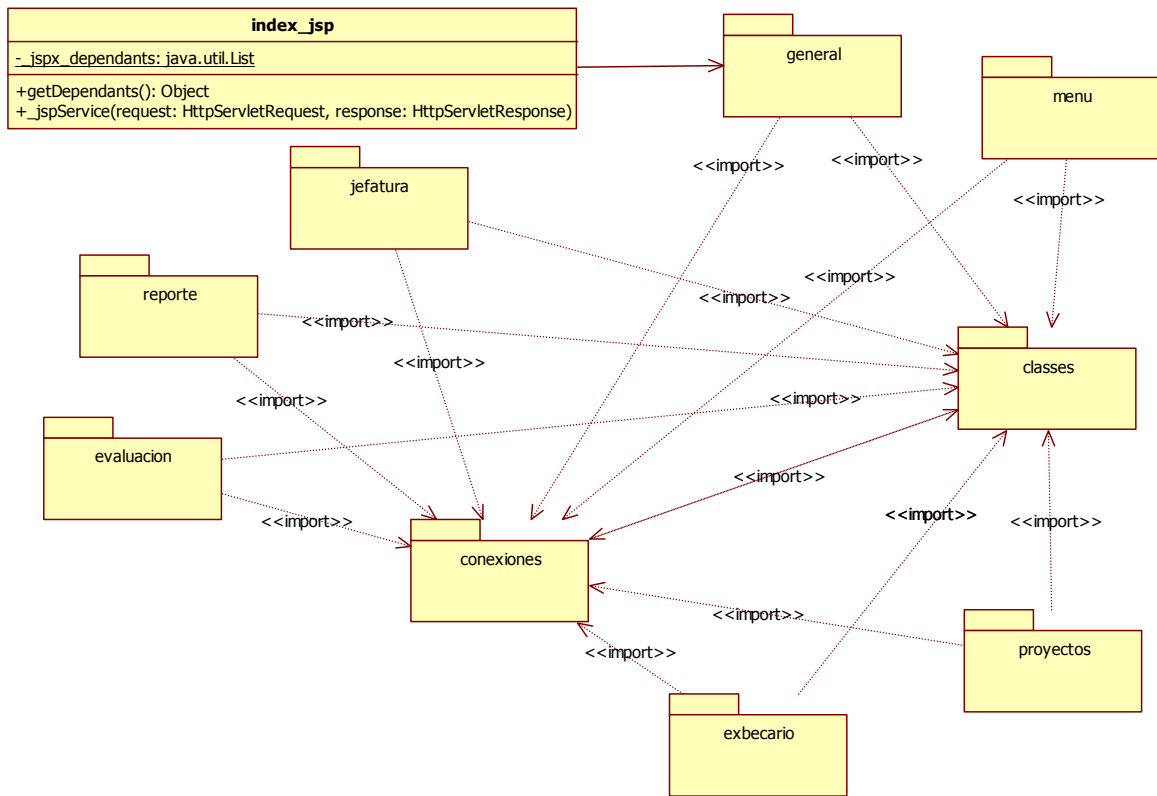 index_jsp
-_jspx_dependants: java.util.List
+getDependants(): Object
+_jspService(request: HttpServletRequest, response: HttpServletResponse)
general
menu
jefatura
<<import>>
<<import>>
<<import>>
reporte
<<import>>
<<import>>
<<import>>
<<import>>
classes
<<import>>
<<import>>
evaluacion
<<import>>
<<import>>
<<import>>
<<import>>
<<import>>
conexiones
<<import>>
<<import>>
proyectos
exbecario